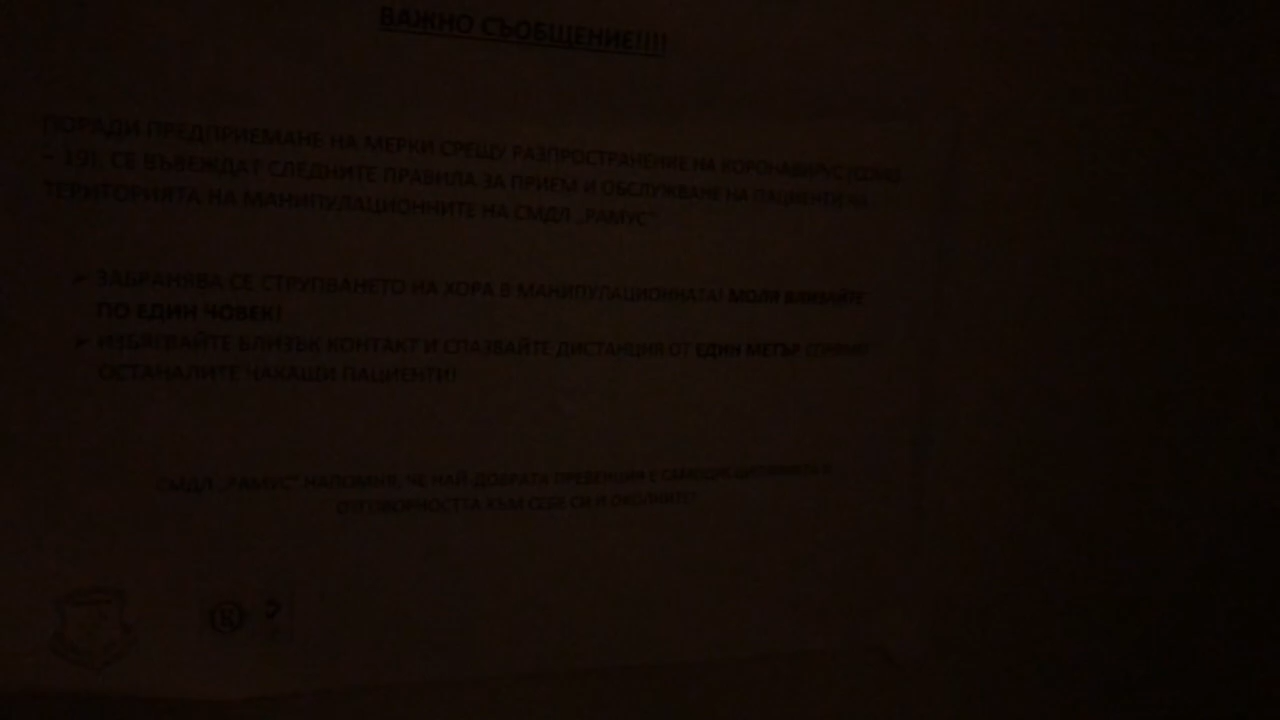 ВАЖНО СЪОБЩЕНИЕ!!!!
ПОРАДИ ПРЕДПРИЕМАНЕ НА МЕРКИ СРЕЩУ РАЗПРОСТРАНЕНИЕ НА КОРОНАВИРУС (COVID
– 19), СЕ ВЪВЕЖДАТ СЛЕДНИТЕ ПРАВИЛА ЗА ПРИЕМ И ОБСЛУЖВАНЕ НА ПАЦИЕНТИ НА
ТЕРИТОРИЯТА НА МАНИПУЛАЦИОННИТЕ НА СМДЛ „РАМУС“
➢ ЗАБРАНЯВА СЕ СТРУПВАНЕТО НА ХОРА В МАНИПУЛАЦИОННАТА! МОЛЯ ВЛИЗАЙТЕ
ПО ЕДИН ЧОВЕК!
➢ ИЗБЯГВАЙТЕ БЛИЗЪК КОНТАКТ И СПАЗВАЙТЕ ДИСТАНЦИЯ ОТ ЕДИН МЕТЪР СПРЯМО
ОСТАНАЛИТЕ ЧАКАЩИ ПАЦИЕНТИ!
СМДЛ „РАМУС“ НАПОМНЯ, ЧЕ НАЙ-ДОБРАТА ПРЕВЕНЦИЯ Е САМОДИСЦИПЛИНАТА И
ОТГОВОРНОСТТА КЪМ СЕБЕ СИ И ОКОЛНИТЕ!
®